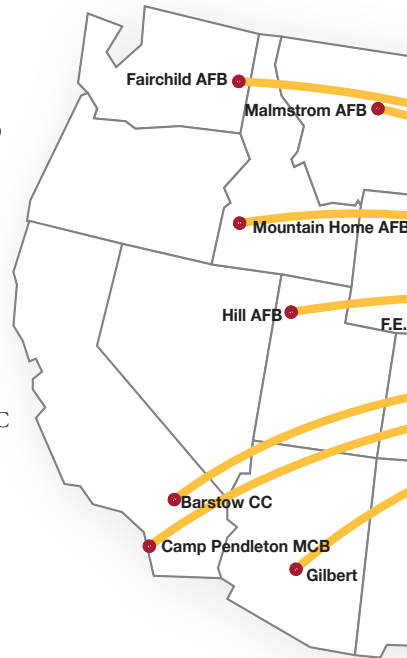 Fairchild AFB
Malmstrom AFB
Mountain Home AFB
Hill AFB
F.E.
C
Barstow CC
Camp Pendleton MCB
Gilbert